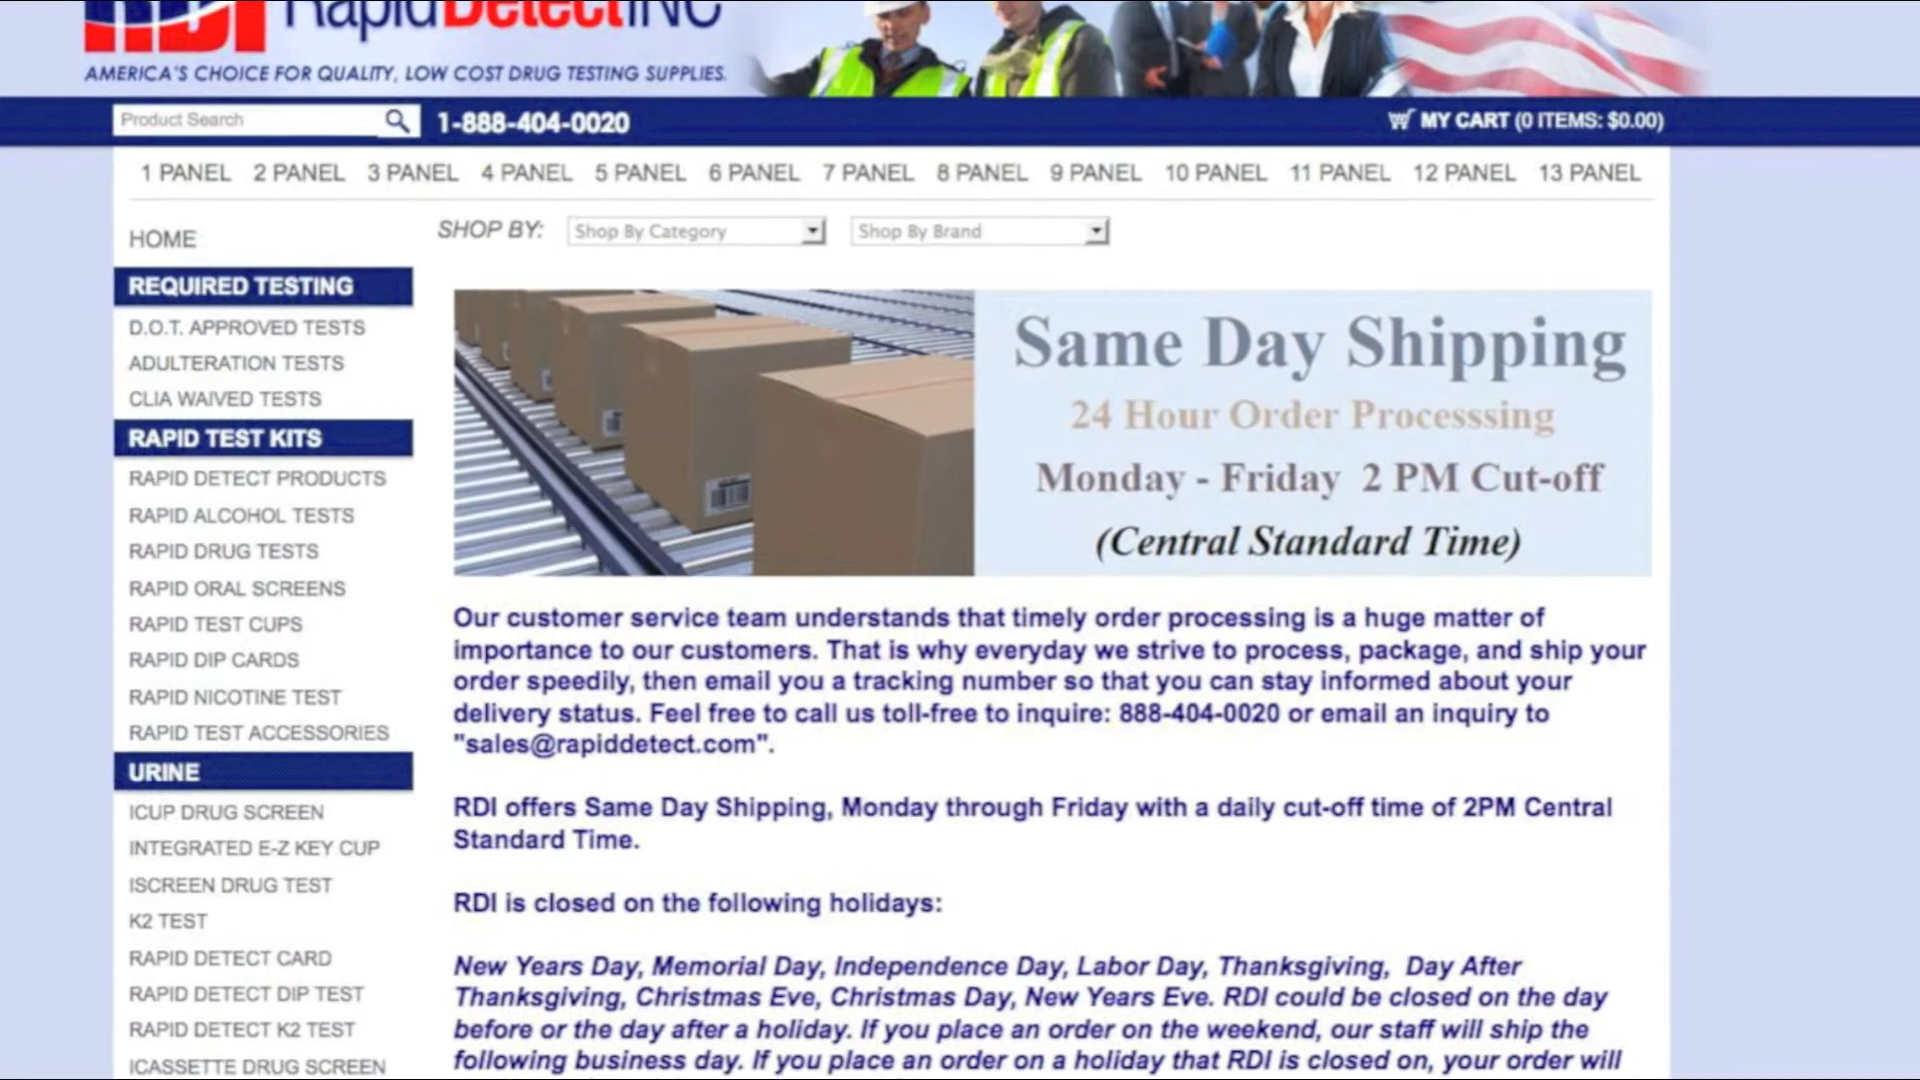 RDI RapidDetectINC
AMERICA'S CHOICE FOR QUALITY, LOW COST DRUG TESTING SUPPLIES.
Product Search
1-888-404-0020
MY CART (0 ITEMS: $0.00)
1 PANEL 2 PANEL 3 PANEL 4 PANEL 5 PANEL 6 PANEL 7 PANEL 8 PANEL 9 PANEL 10 PANEL 11 PANEL 12 PANEL 13 PANEL
HOME
REQUIRED TESTING
D.O.T. APPROVED TESTS
ADULTERATION TESTS
CLIA WAIVED TESTS
RAPID TEST KITS
RAPID DETECT PRODUCTS
RAPID ALCOHOL TESTS
RAPID DRUG TESTS
RAPID ORAL SCREENS
RAPID TEST CUPS
RAPID DIP CARDS
RAPID NICOTINE TEST
RAPID TEST ACCESSORIES
URINE
ICUP DRUG SCREEN
INTEGRATED E-Z KEY CUP
ISCREEN DRUG TEST
K2 TEST
RAPID DETECT CARD
RAPID DETECT DIP TEST
RAPID DETECT K2 TEST
ICASSETTE DRUG SCREEN
SHOP BY: Shop By Category Shop By Brand
Same Day Shipping
24 Hour Order Processsing
Monday - Friday 2 PM Cut-off
(Central Standard Time)
Our customer service team understands that timely order processing is a huge matter of
importance to our customers. That is why everyday we strive to process, package, and ship your
order speedily, then email you a tracking number so that you can stay informed about your
delivery status. Feel free to call us toll-free to inquire: 888-404-0020 or email an inquiry to
"sales@rapiddetect.com".
RDI offers Same Day Shipping, Monday through Friday with a daily cut-off time of 2PM Central
Standard Time.
RDI is closed on the following holidays:
New Years Day, Memorial Day, Independence Day, Labor Day, Thanksgiving, Day After
Thanksgiving, Christmas Eve, Christmas Day, New Years Eve. RDI could be closed on the day
before or the day after a holiday. If you place an order on the weekend, our staff will ship the
following business day. If you place an order on a holiday that RDI is closed on, your order will